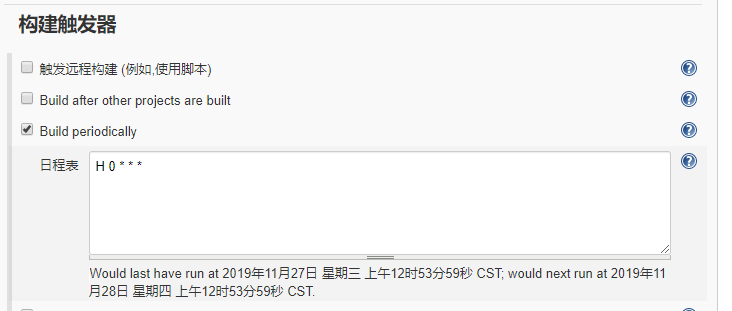 构建触发器
触发远程构建 (例如,使用脚本)
Build after other projects are built
Build periodically
日程表
H 0 * * *
Would last have run at 2019年11月27日 星期三 上午12时53分59秒 CST; would next run at 2019年11
月28日 星期四 上午12时53分59秒 CST.